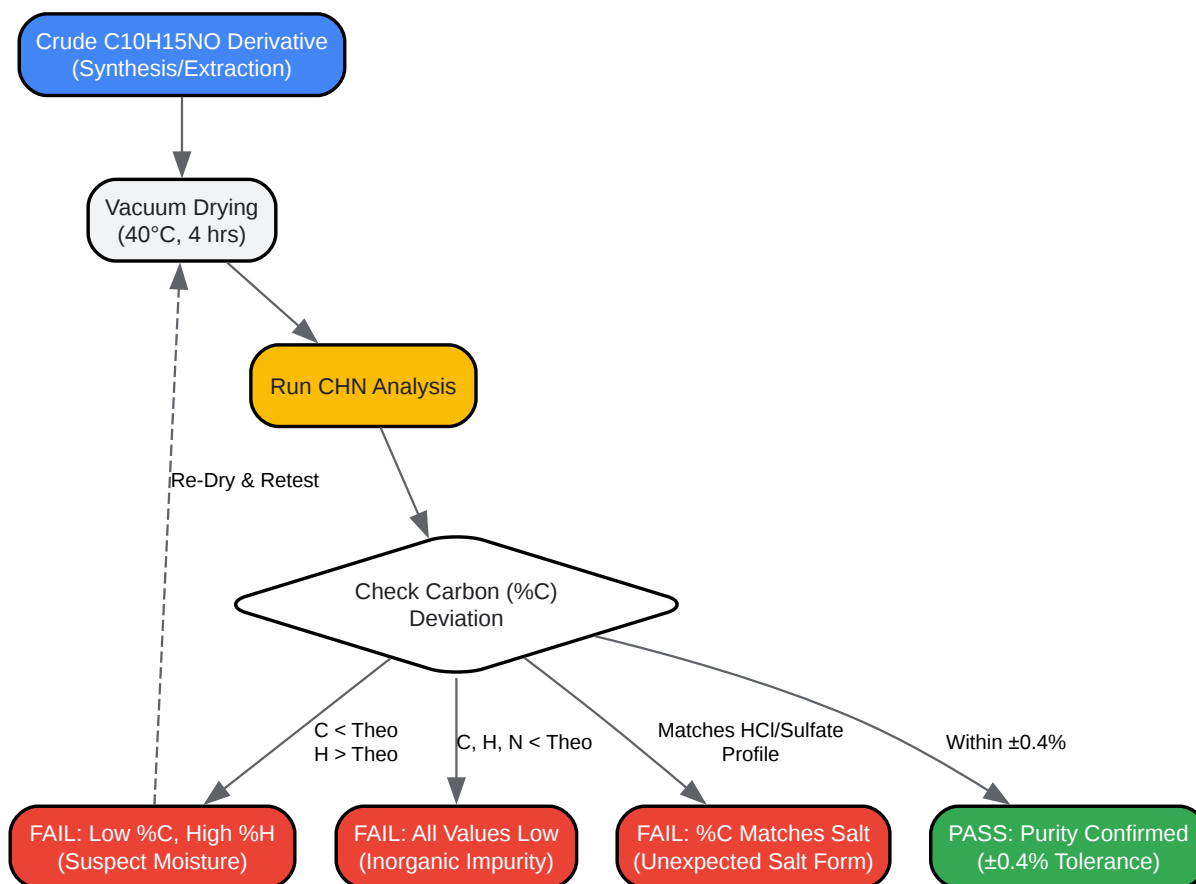 Crude C10H15NO Derivative
(Synthesis/Extraction)
Vacuum Drying
(40°C, 4 hrs)
Run CHN Analysis
Re-Dry & Retest
Check Carbon (%C)
Deviation
C < Theo
H > Theo
C, H, N < Theo
Matches HCl/Sulfate
Profile
Within ±0.4%
FAIL: Low %C, High %H
(Suspect Moisture)
FAIL: All Values Low
(Inorganic Impurity)
FAIL: %C Matches Salt
(Unexpected Salt Form)
PASS: Purity Confirmed
(±0.4% Tolerance)